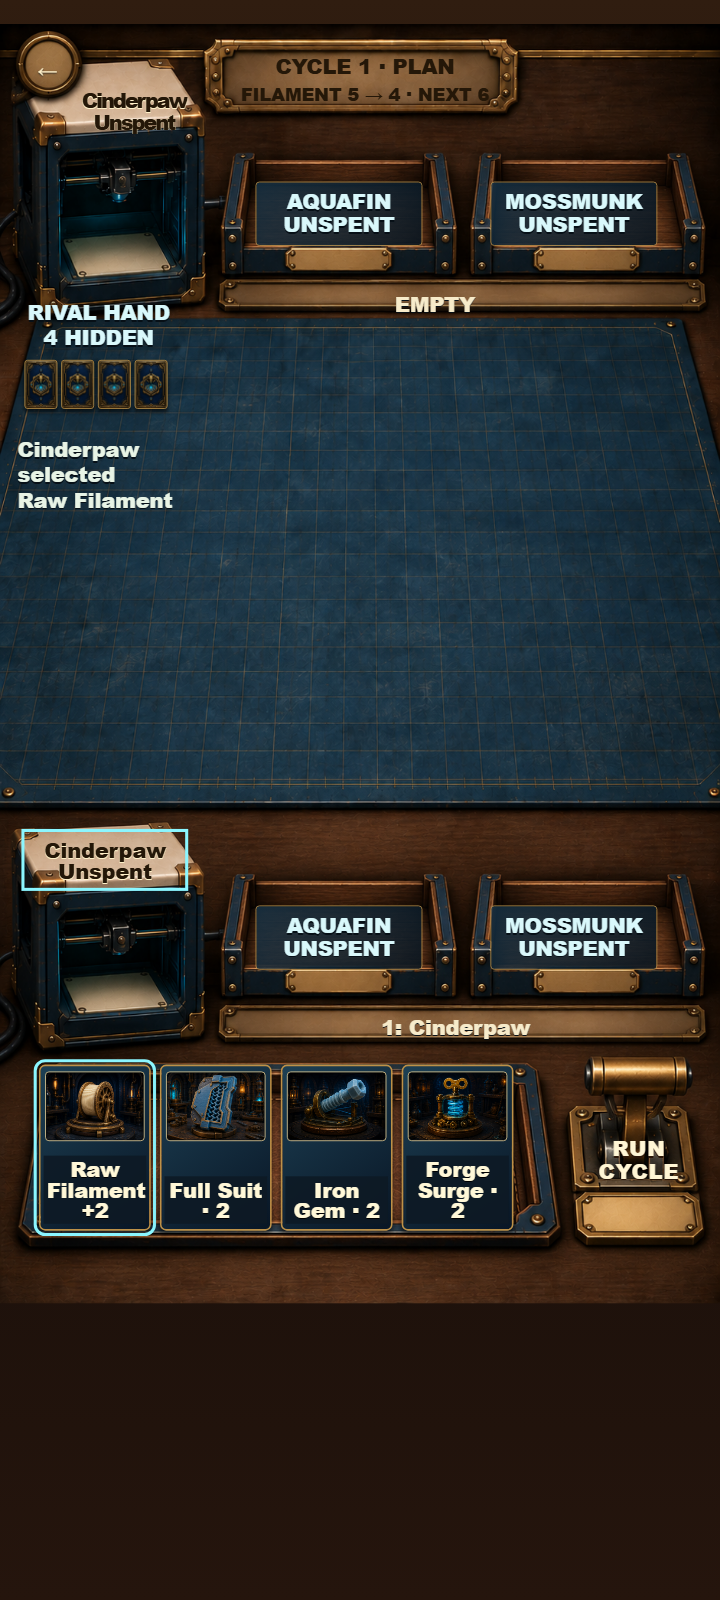 ←
CYCLE 1 · PLAN
FILAMENT 5 → 4 · NEXT 6
Cinderpaw
Unspent
AQUAFIN
UNSPENT
MOSSMUNK
UNSPENT
EMPTY
RIVAL HAND
4 HIDDEN
Cinderpaw
selected
Raw Filament
Cinderpaw
Unspent
AQUAFIN
UNSPENT
MOSSMUNK
UNSPENT
1: Cinderpaw
Raw
Filament
+2
Full Suit
· 2
Iron
Gem · 2
Forge
Surge ·
2
RUN
CYCLE